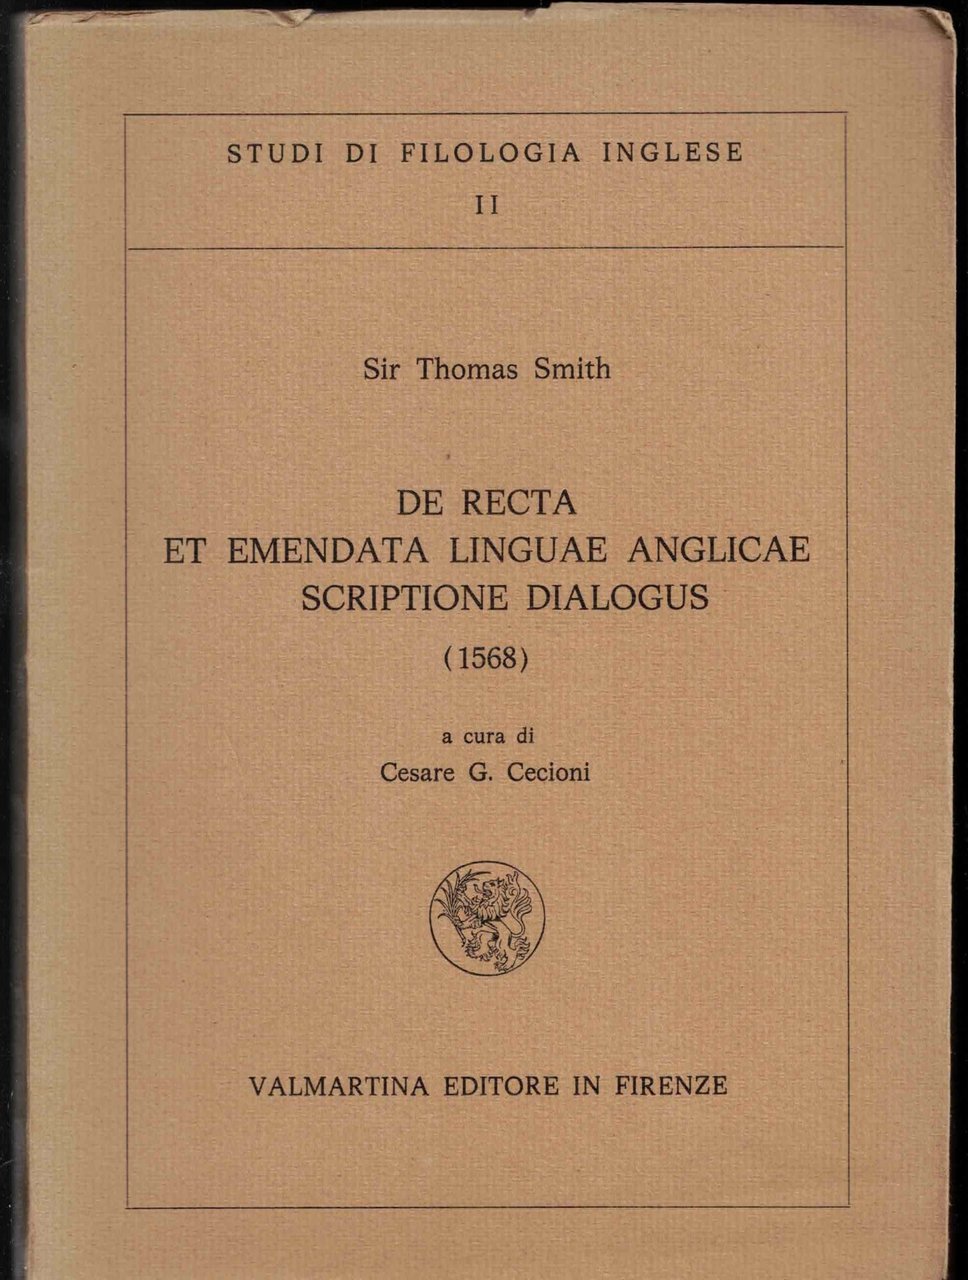 STUDI DI FILOLOGIA INGLESE
II
Sir Thomas Smith
DE RECTA
ET EMENDATA LINGUAE ANGLICAE
SCRIPTIONE DIALOGUS
(1568)
a cura di
Cesare G. Cecioni
VALMARTINA EDITORE IN FIRENZE